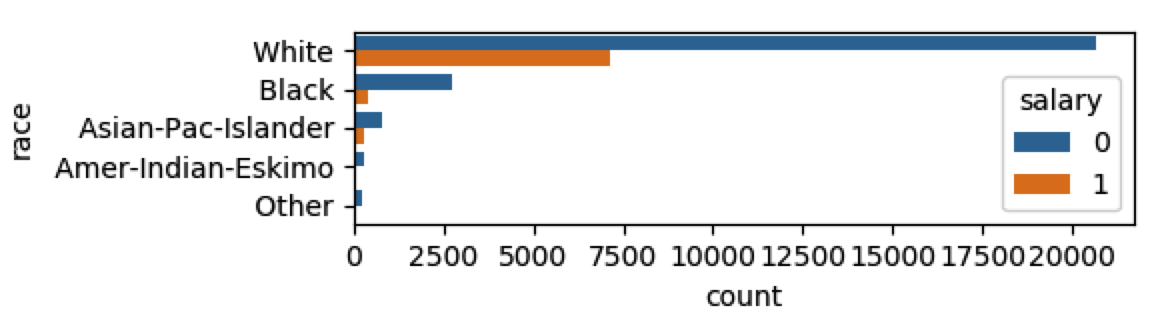 race
White
Black
Asian-Pac-Islander
Amer-Indian-Eskimo
Other
salary
0
1
0 2500 5000 7500 10000 12500 15000 17500 20000
count